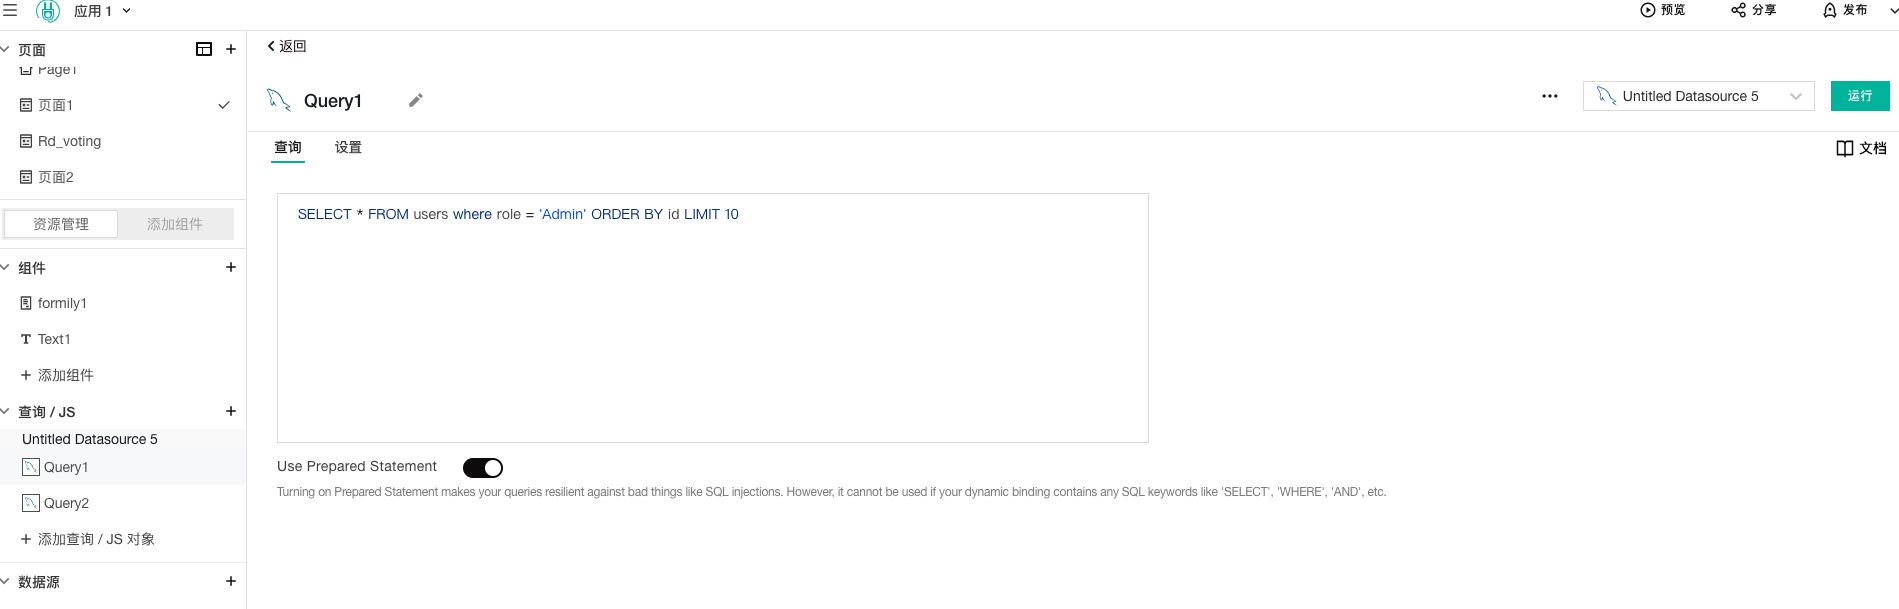 应用 1
预览
分享
发布
页面
Page1
页面1
Rd_voting
页面2
资源管理
添加组件
组件
formily1
Text1
添加组件
查询 / JS
Untitled Datasource 5
Query1
Query2
添加查询 / JS 对象
数据源
返回
Query1
Untitled Datasource 5
运行
查询
设置
文档
SELECT * FROM users where role = 'Admin' ORDER BY id LIMIT 10
Use Prepared Statement
Turning on Prepared Statement makes your queries resilient against bad things like SQL injections. However, it cannot be used if your dynamic binding contains any SQL keywords like 'SELECT', 'WHERE', 'AND', etc.